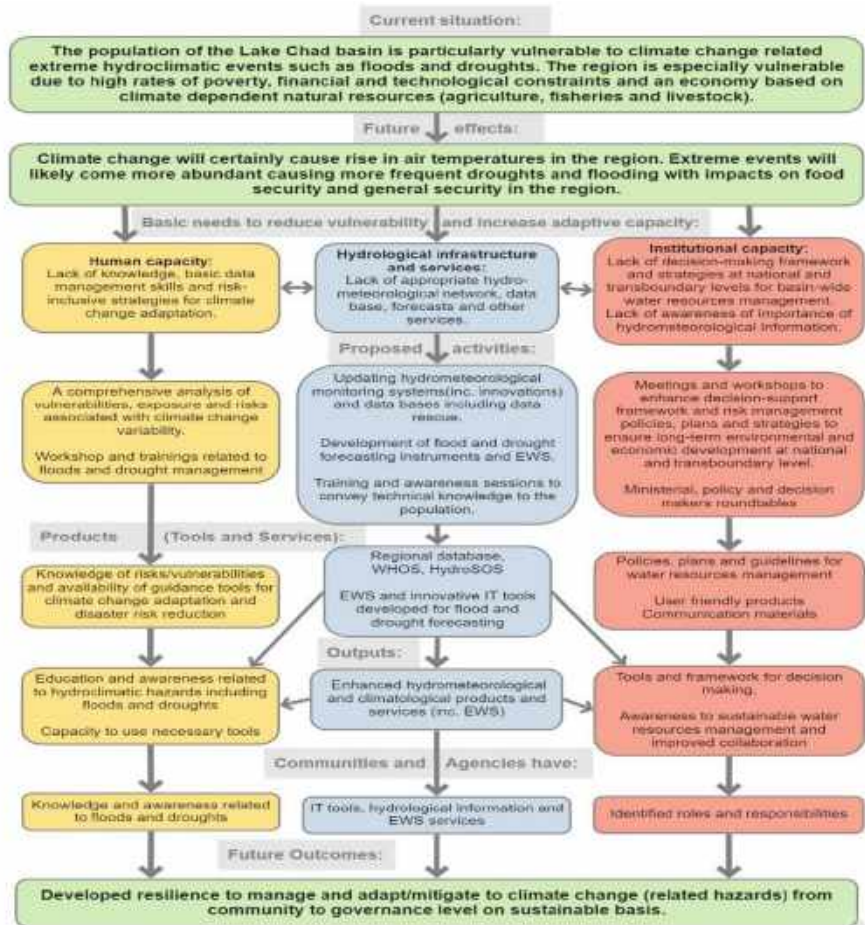 Current situation:
The population of the Lake Chad basin is particularly vulnerable to climate change related
extreme hydroclimatic events such as floods and droughts. The region is especially vulnerable
due to high rates of poverty, financial and technological constraints and an economy based on
climate dependent natural resources (agriculture, fisheries and livestock).
Future effects:
Climate change will certainly cause rise in air temperatures in the region. Extreme events will
likely come more abundant causing more frequent droughts and flooding with impacts on food
security and general security in the region.
Basic needs to reduce vulnerability and increase adaptive capacity:
Human capacity:
Lack of knowledge, basic data
management skills and risk-
inclusive strategies for climate
change adaptation.
Hydrological infrastructure
and services:
Lack of appropriate hydro-
meteorological network, data
base, forecasts and other
services.
Institutional capacity:
Lack of decision-making framework
and strategies at national and
transboundary levels for basin-wide
water resources management.
Lack of awareness of importance of
hydrometeorological information.
Proposed activities:
A comprehensive analysis of
vulnerabilities, exposure and risks
associated with climate change
variability.
Workshop and trainings related to
floods and drought management
Updating hydrometeorological
monitoring systems(inc. innovations)
and data bases including data
rescue.
Development of flood and drought
forecasting instruments and EWS.
Training and awareness sessions to
convey technical knowledge to the
population.
Meetings and workshops to
enhance decision-support
framework and risk management
policies, plans and strategies to
ensure long-term environmental and
economic development at national
and transboundary level.
Ministerial, policy and decision
makers roundtables
Products (Tools and Services):
Knowledge of risks/vulnerabilities
and availability of guidance tools for
climate change adaptation and
disaster risk reduction
Regional database,
WHOS, HydroSOS
EWS and innovative IT tools
developed for flood and
drought forecasting
Policies, plans and guidelines for
water resources management
User friendly products
Communication materials
Outputs:
Education and awareness related
to hydroclimatic hazards including
floods and droughts
Capacity to use necessary tools
Enhanced hydrometeorological
and climatological products and
services (inc. EWS)
Tools and framework for decision
making.
Awareness to sustainable water
resources management and
improved collaboration
Communities and Agencies have:
Knowledge and awareness related
to floods and droughts
IT tools, hydrological information and
EWS services
Identified roles and responsibilities
Future Outcomes:
Developed resilience to manage and adapt/mitigate to climate change (related hazards) from
community to governance level on sustainable basis.